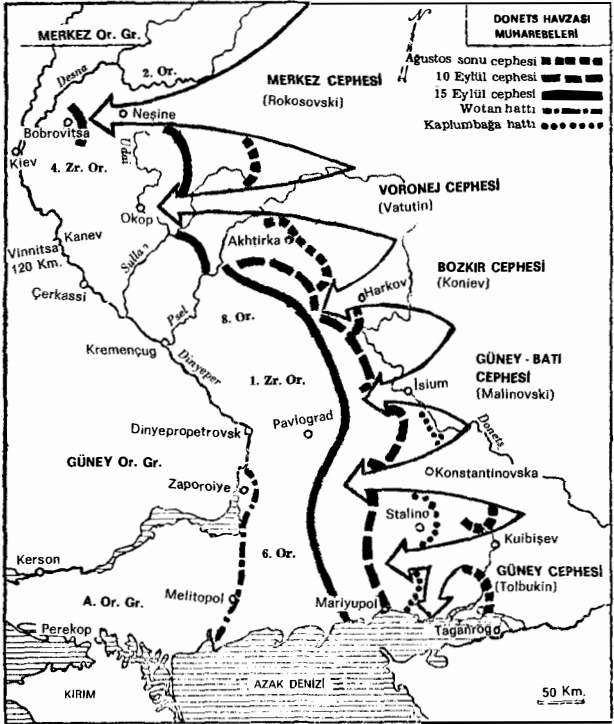 DONETS HAVZASI
MUHAREBELERİ
Ağustos sonu cephesi
10 Eylül cephesi
15 Eylül cephesi
Wotan hattı
Kaplumbağa hattı
N
MERKEZ Or. Gr.
Desna
2. Or.
MERKEZ CEPHESİ
(Rokosovski)
Neşine
Bobrovitsa
Kiev
4. Zr. Or.
Udai
VORONEJ CEPHESİ
(Vatutin)
Okop
Akhtirka
Vinnitsa
120 Km.
Kanev
Sulla
BOZKIR CEPHESİ
(Koniev)
Harkov
Çerkassi
Psel
8. Or.
Kremençug
Dinyeper
GÜNEY - BATI
CEPHESİ
(Malinovski)
1. Zr. Or.
İsium
Pavlograd
Donets
Dinyepropetrovsk
GÜNEY Or. Gr.
Konstantinovska
Zaporoiye
Stalino
Kuibişev
6. Or.
Kerson
GÜNEY CEPHESİ
(Tolbukin)
A. Or. Gr.
Melitopol
Mariyupol
Perekop
Taganrog
KIRIM
AZAK DENİZİ
50 Km.